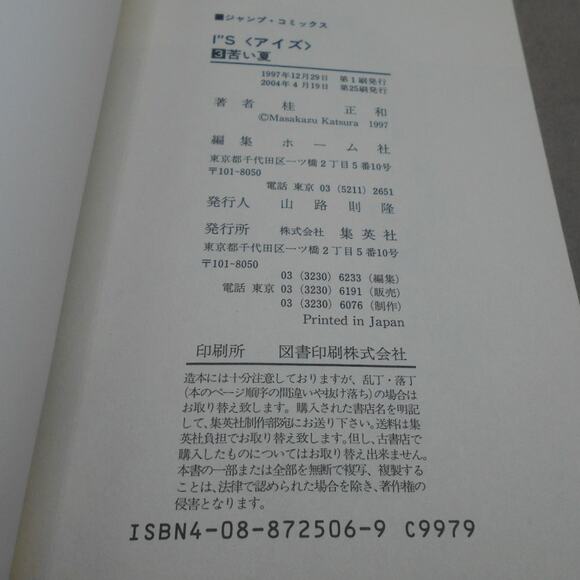 ■ジャンプ・コミックス
I"S〈アイズ〉
3苦い夏
1997年12月29日 第1刷発行
2004年4月19日 第25刷発行
著者 桂 正和
©Masakazu Katsura 1997
編集 ホーム社
東京都千代田区一ツ橋2丁目5番10号
〒101-8050
電話 東京 03 (5211) 2651
発行人 山路則隆
発行所 株式会社 集英社
東京都千代田区一ツ橋2丁目5番10号
〒101-8050
03 (3230) 6233 (編集)
電話 東京 03 (3230) 6191 (販売)
03 (3230) 6076 (制作)
Printed in Japan
印刷所 図書印刷株式会社
造本には十分注意しておりますが、乱丁・落丁
(本のページ順序の間違いや抜け落ち)の場合は
お取り替え致します。購入された書店名を明記
して、集英社制作部宛にお送り下さい。送料は集
英社負担でお取り替え致します。但し、古書店で
購入したものについてはお取り替え出来ません。
本書の一部または全部を無断で複写、複製する
ことは、法律で認められた場合を除き、著作権の
侵害となります。
ISBN4-08-872506-9 C9979